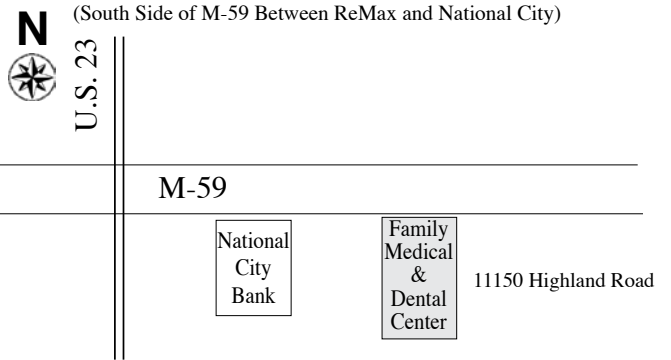 (South Side of M-59 Between ReMax and National City)
N
U.S. 23
M-59
National
City
Bank
Family
Medical
&
Dental
Center
11150 Highland Road